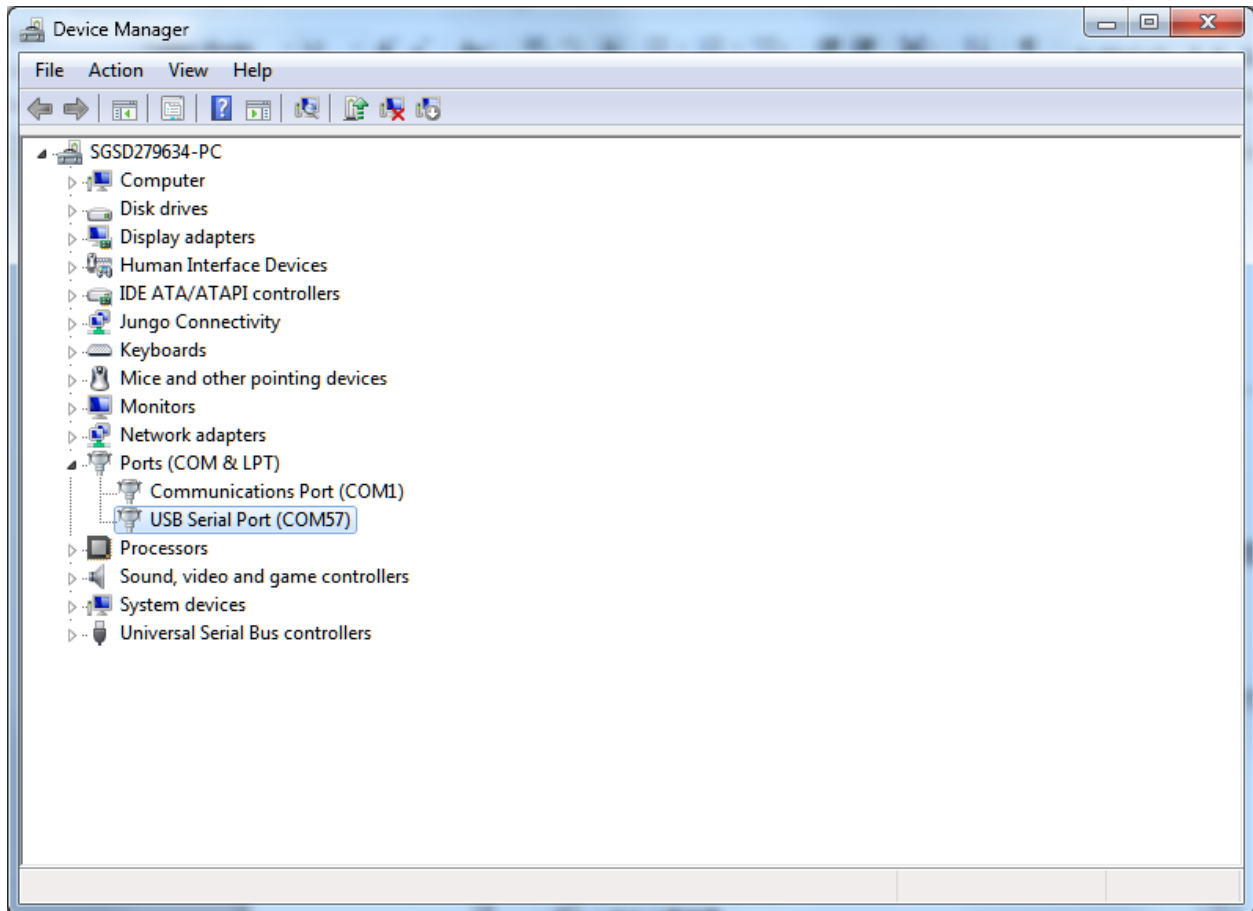 Device Manager
File Action View Help
SGSD279634-PC
Computer
Disk drives
Display adapters
Human Interface Devices
IDE ATA/ATAPI controllers
Jungo Connectivity
Keyboards
Mice and other pointing devices
Monitors
Network adapters
Ports (COM & LPT)
Communications Port (COM1)
USB Serial Port (COM57)
Processors
Sound, video and game controllers
System devices
Universal Serial Bus controllers